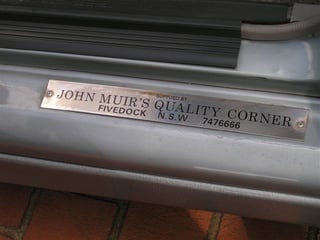 SUPPLIED BY
JOHN MUIR'S QUALITY CORNER
FIVEDOCK N.S.W 7476666